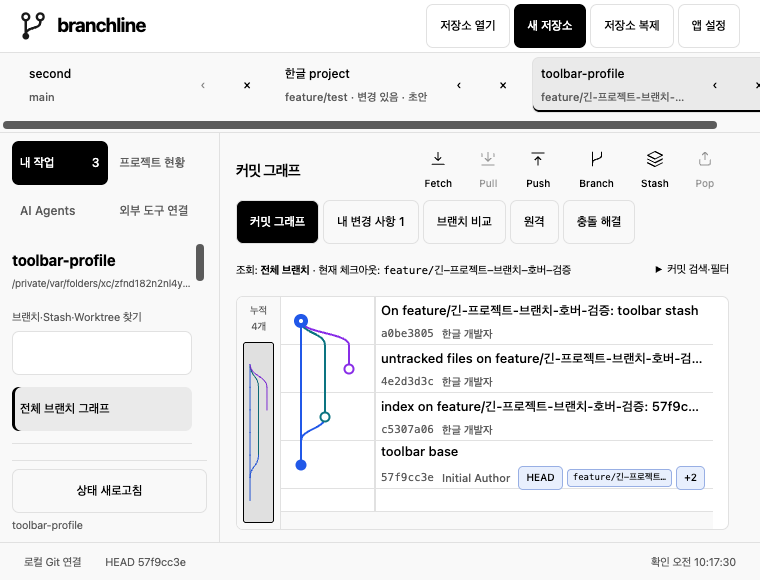 branchline
저장소 열기
새 저장소
저장소 복제
앱 설정
second
main
한글 project
feature/test · 변경 있음 · 초안
toolbar-profile
feature/긴-프로젝트-브랜치-...
내 작업 3
프로젝트 현황
AI Agents
외부 도구 연결
toolbar-profile
/private/var/folders/xc/zfnd182n2nl4y...
브랜치·Stash·Worktree 찾기
전체 브랜치 그래프
상태 새로고침
toolbar-profile
커밋 그래프
Fetch
Pull
Push
Branch
Stash
Pop
커밋 그래프
내 변경 사항 1
브랜치 비교
원격
충돌 해결
조회: 전체 브랜치 · 현재 체크아웃: feature/긴-프로젝트-브랜치-호버-검증
▶ 커밋 검색·필터
누적
4개
On feature/긴-프로젝트-브랜치-호버-검증: toolbar stash
a0be3805 한글 개발자
untracked files on feature/긴-프로젝트-브랜치-호버-검...
4e2d3d3c 한글 개발자
index on feature/긴-프로젝트-브랜치-호버-검증: 57f9c...
c5307a06 한글 개발자
toolbar base
57f9cc3e Initial Author HEAD feature/긴-프로젝트... +2
로컬 Git 연결
HEAD 57f9cc3e
확인 오전 10:17:30